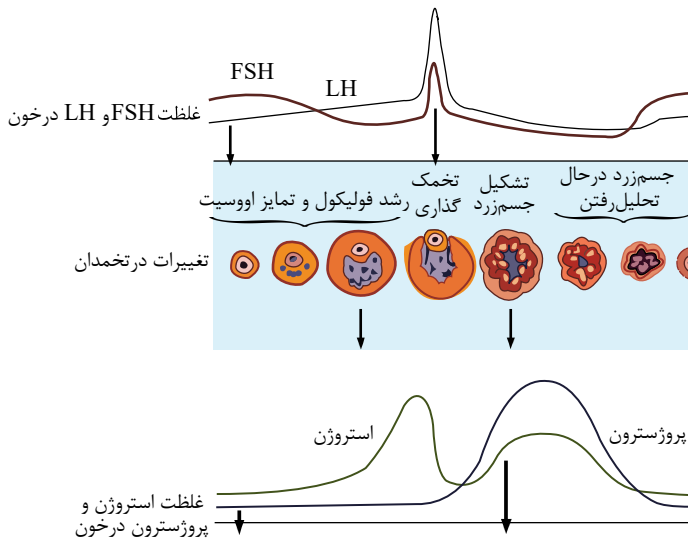 FSH
LH
غلظت FSH و LH درخون
رشد فولیکول و تمایز اووسیت
تخمک
گذاری
تشکیل
جسم‌زرد
جسم‌زرد درحال
تحلیل‌رفتن
تغییرات درتخمدان
استروژن
پروژسترون
غلظت استروژن و
پروژسترون درخون